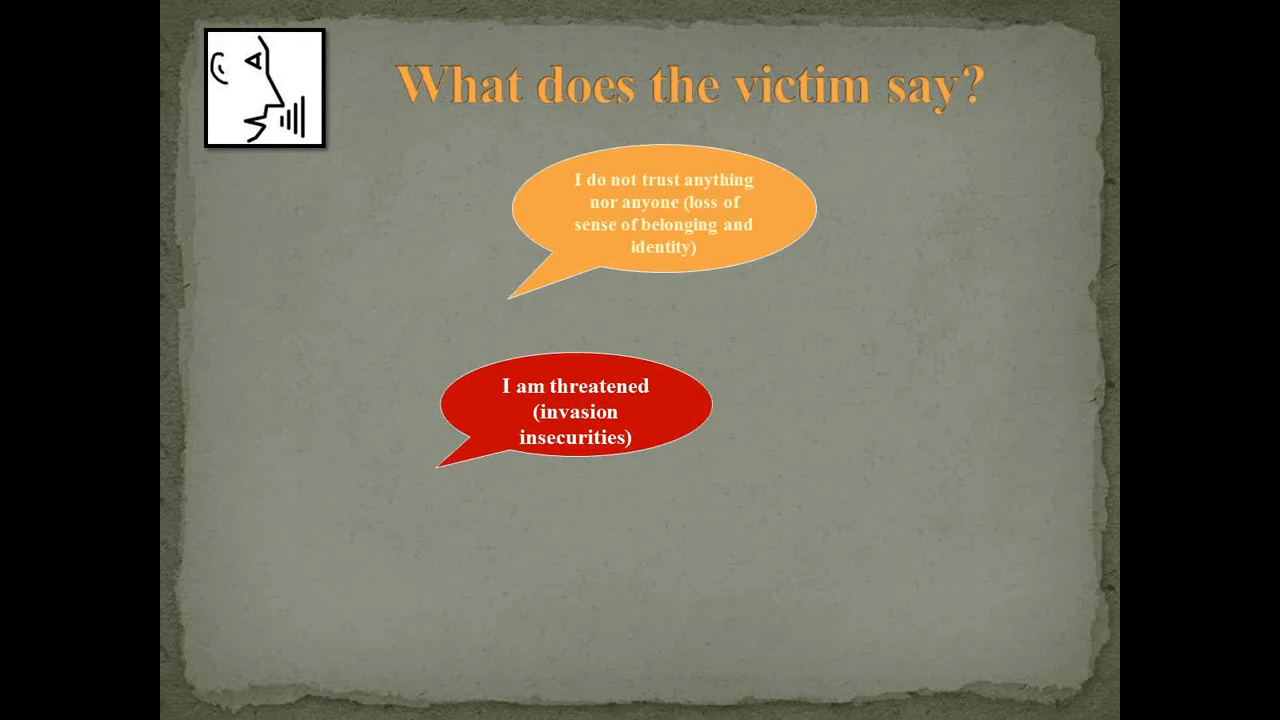 What does the victim say?
I do not trust anything
nor anyone (loss of
sense of belonging and
identity)
I am threatened
(invasion
insecurities)